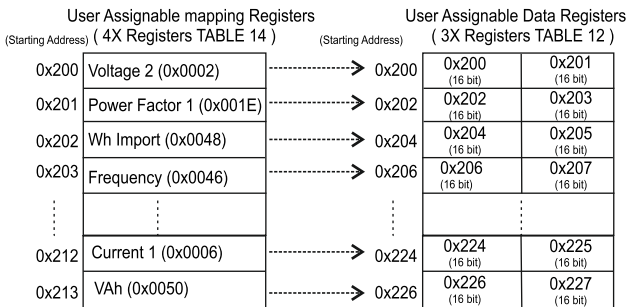 User Assignable mapping Registers
(Starting Address) ( 4X Registers TABLE 14 )
User Assignable Data Registers
(Starting Address) ( 3X Registers TABLE 12 )
0x200 Voltage 2 (0x0002) 0x200 0x200 (16 bit) 0x201 (16 bit)
0x201 Power Factor 1 (0x001E) 0x202 0x202 (16 bit) 0x203 (16 bit)
0x202 Wh Import (0x0048) 0x204 0x204 (16 bit) 0x205 (16 bit)
0x203 Frequency (0x0046) 0x206 0x206 (16 bit) 0x207 (16 bit)
0x212 Current 1 (0x0006) 0x224 0x224 (16 bit) 0x225 (16 bit)
0x213 VAh (0x0050) 0x226 0x226 (16 bit) 0x227 (16 bit)